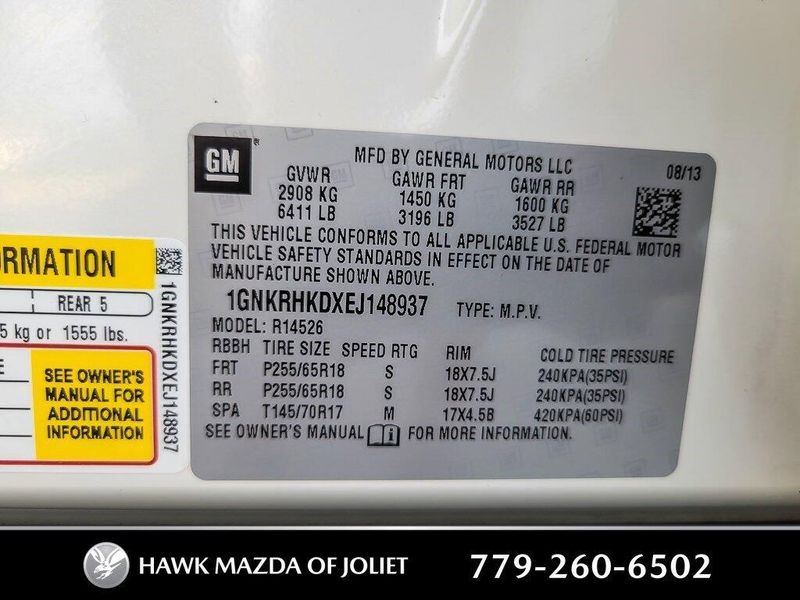 GM
MFD BY GENERAL MOTORS LLC
08/13
GVWR GAWR FRT GAWR RR
2908 KG 1450 KG 1600 KG
6411 LB 3196 LB 3527 LB
THIS VEHICLE CONFORMS TO ALL APPLICABLE U.S. FEDERAL MOTOR
VEHICLE SAFETY STANDARDS IN EFFECT ON THE DATE OF
MANUFACTURE SHOWN ABOVE.
1GNKRHKDXEJ148937 TYPE: M.P.V.
MODEL: R14526
RBBH TIRE SIZE SPEED RTG RIM COLD TIRE PRESSURE
FRT P255/65R18 S 18X7.5J 240KPA(35PSI)
RR P255/65R18 S 18X7.5J 240KPA(35PSI)
SPA T145/70R17 M 17X4.5B 420KPA(60PSI)
SEE OWNER'S MANUAL FOR MORE INFORMATION.
RMATION
REAR 5
5 kg or 1555 lbs.
E
SEE OWNER'S
MANUAL FOR
ADDITIONAL
INFORMATION
1GNKRHKDXEJ148937
HAWK MAZDA OF JOLIET 779-260-6502